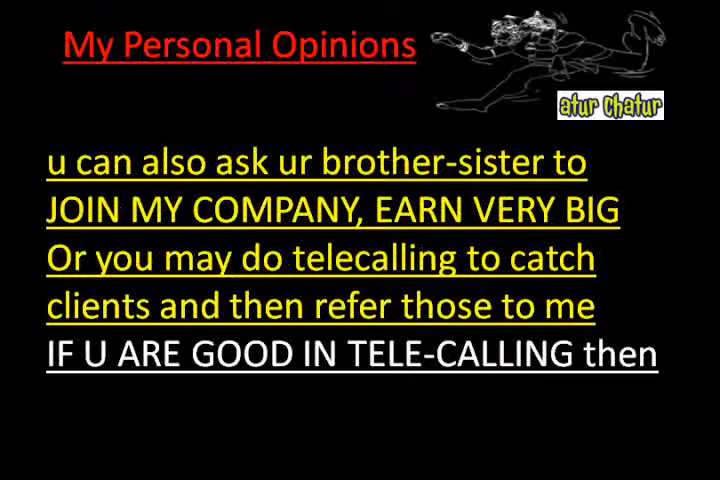 My Personal Opinions
atur chatur
u can also ask ur brother-sister to
JOIN MY COMPANY, EARN VERY BIG
Or you may do telecalling to catch
clients and then refer those to me
IF U ARE GOOD IN TELE-CALLING then